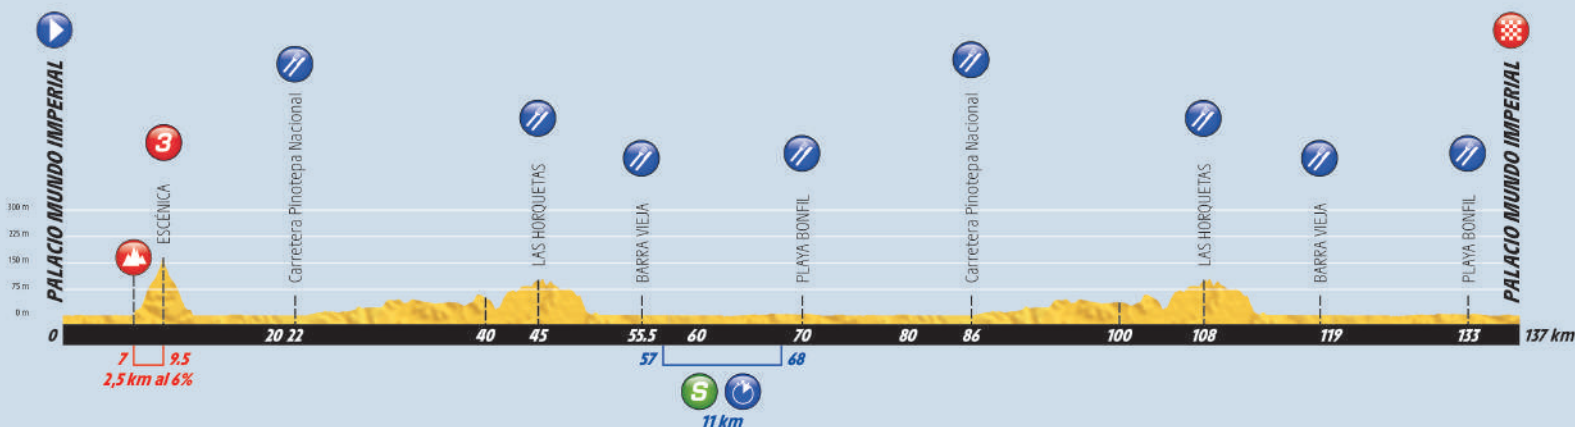 PALACIO MUNDO IMPERIAL
3
ESCÉNICA
Carretera Pinotepa Nacional
LAS HORQUETAS
BARRA VIEJA
PLAYA BONFIL
Carretera Pinotepa Nacional
LAS HORQUETAS
BARRA VIEJA
PLAYA BONFIL
PALACIO MUNDO IMPERIAL
300 m
225 m
150 m
75 m
0 m
0 20 22 40 45 55.5 60 70 80 86 100 108 119 133 137 km
7 9.5
2,5 km al 6%
57 68
S
11 km